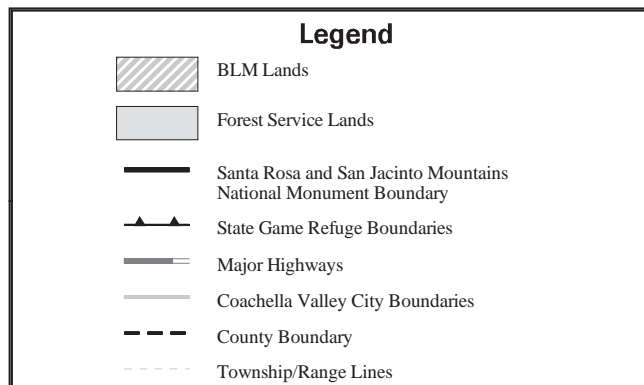 Legend
BLM Lands
Forest Service Lands
Santa Rosa and San Jacinto Mountains
National Monument Boundary
State Game Refuge Boundaries
Major Highways
Coachella Valley City Boundaries
County Boundary
Township/Range Lines